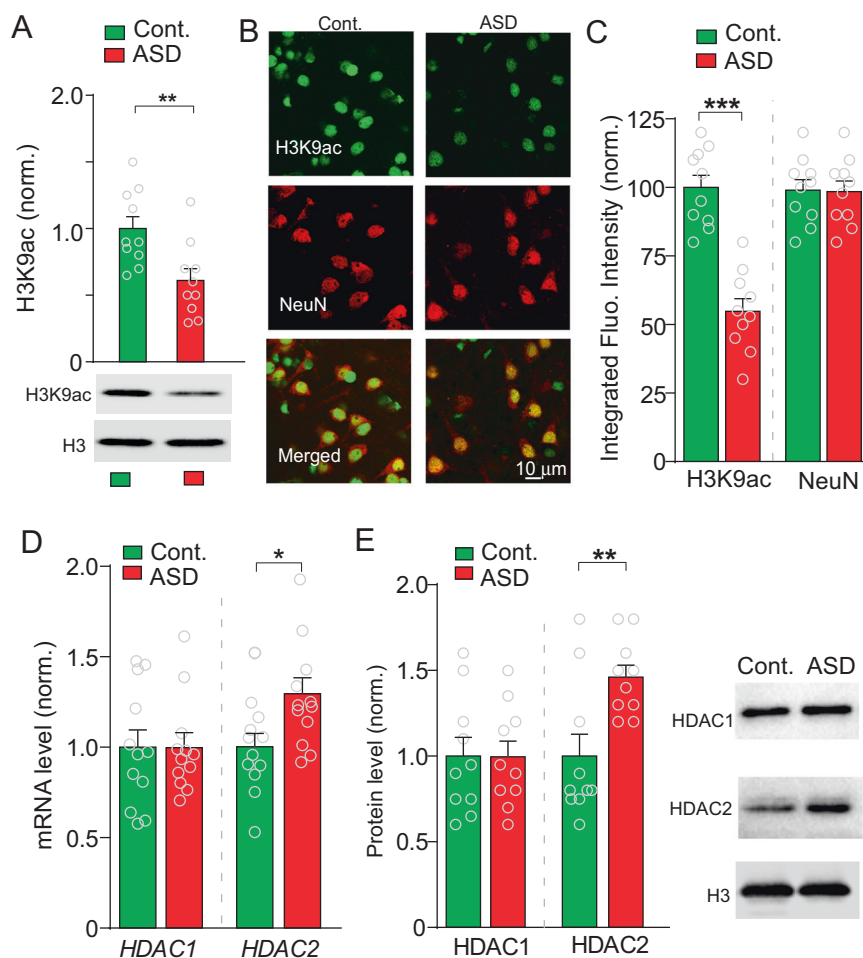 A
Cont.
ASD
2.0
**
1.0
0
H3K9ac (norm.)
H3K9ac
H3
B
Cont.
ASD
H3K9ac
NeuN
Merged
10 μm
C
Cont.
ASD
***
125
100
75
50
25
0
Integrated Fluo. Intensity (norm.)
H3K9ac
NeuN
D
Cont.
ASD
*
2.0
1.5
1.0
0.5
0
mRNA level (norm.)
HDAC1
HDAC2
E
Cont.
ASD
**
2.0
1.5
1.0
0.5
0
Protein level (norm.)
HDAC1
HDAC2
Cont.
ASD
HDAC1
HDAC2
H3